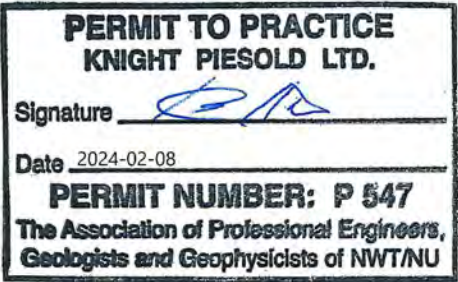 PERMIT TO PRACTICE
KNIGHT PIESOLD LTD.
Signature
Date 2024-02-08
PERMIT NUMBER: P 547
The Association of Professional Engineers,
Geologists and Geophysicists of NWT/NU